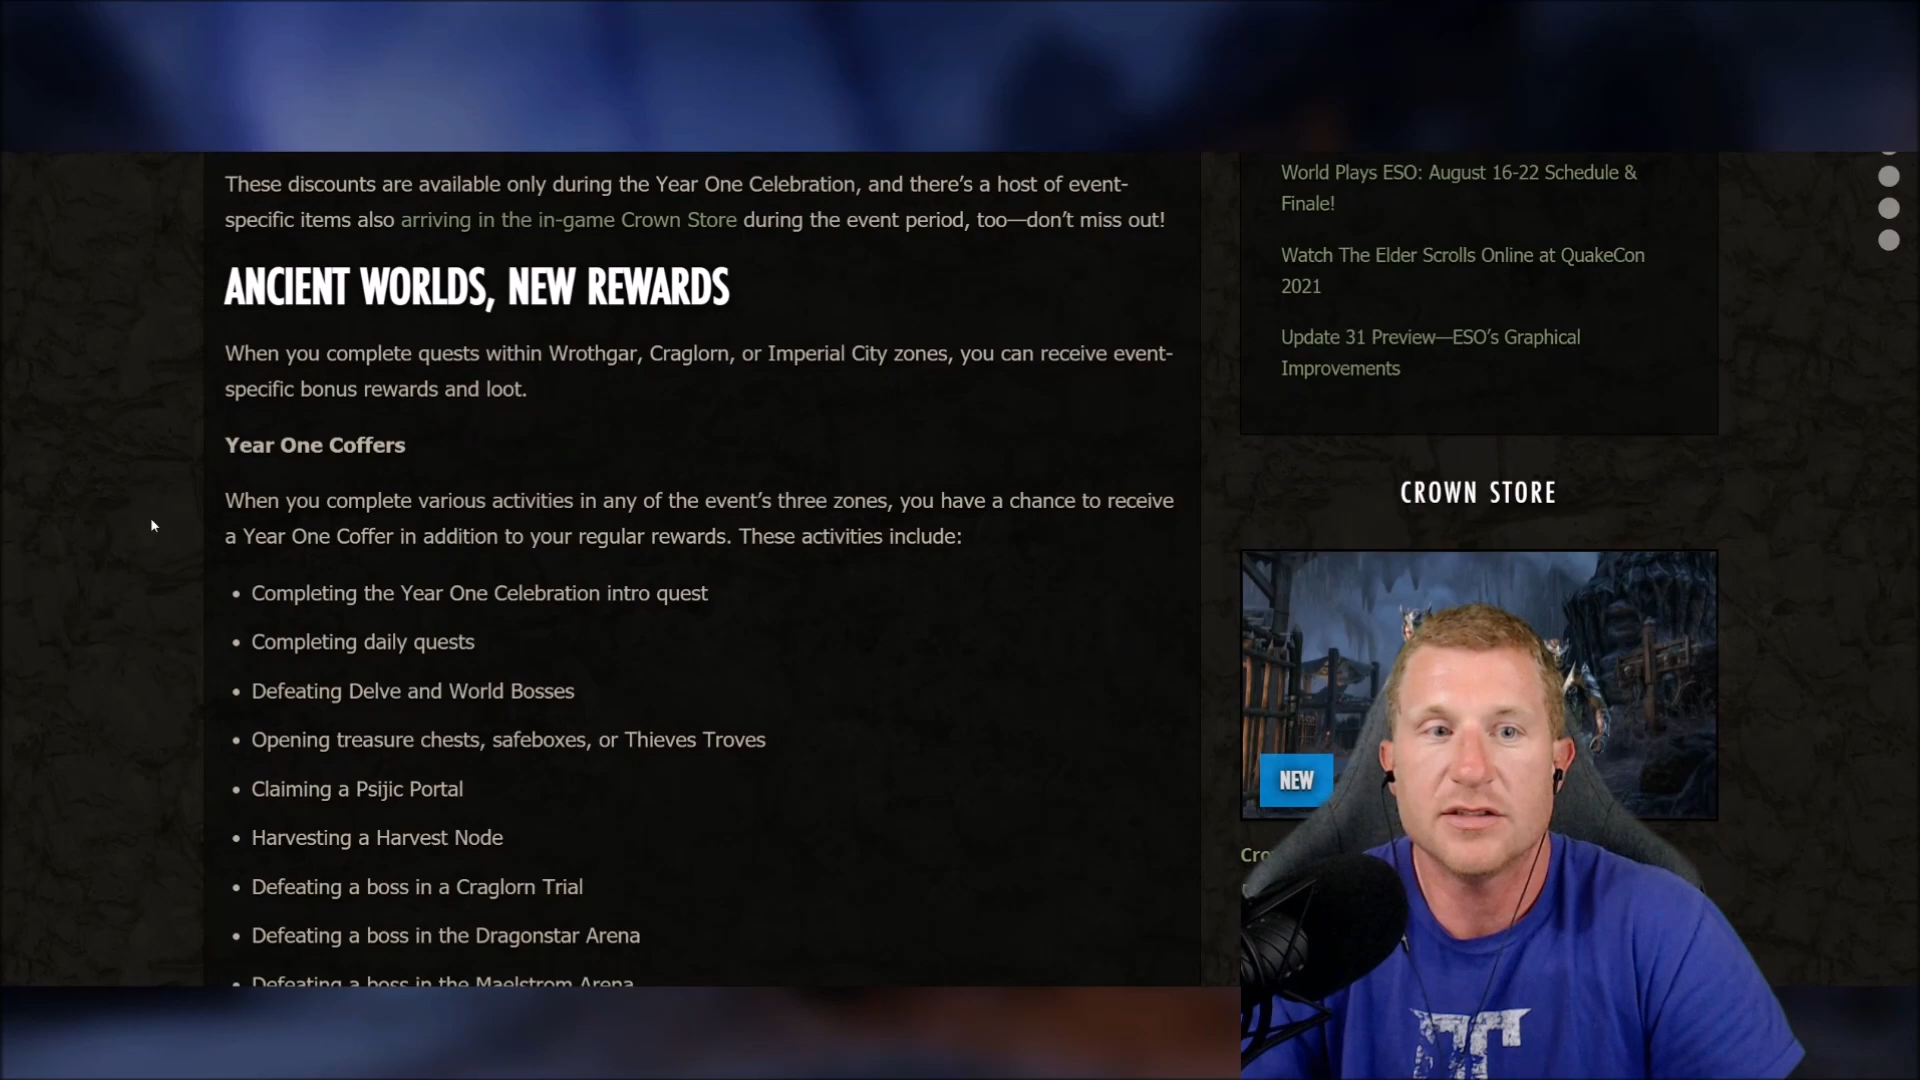 These discounts are available only during the Year One Celebration, and there's a host of event-
specific items also arriving in the in-game Crown Store during the event period, too—don't miss out!
ANCIENT WORLDS, NEW REWARDS
When you complete quests within Wrothgar, Craglorn, or Imperial City zones, you can receive event-
specific bonus rewards and loot.
Year One Coffers
When you complete various activities in any of the event's three zones, you have a chance to receive
a Year One Coffer in addition to your regular rewards. These activities include:
• Completing the Year One Celebration intro quest
• Completing daily quests
• Defeating Delve and World Bosses
• Opening treasure chests, safeboxes, or Thieves Troves
• Claiming a Psijic Portal
• Harvesting a Harvest Node
• Defeating a boss in a Craglorn Trial
• Defeating a boss in the Dragonstar Arena
• Defeating a boss in the Maelstrom Arena
World Plays ESO: August 16-22 Schedule &
Finale!
Watch The Elder Scrolls Online at QuakeCon
2021
Update 31 Preview—ESO's Graphical
Improvements
CROWN STORE
NEW
Cro